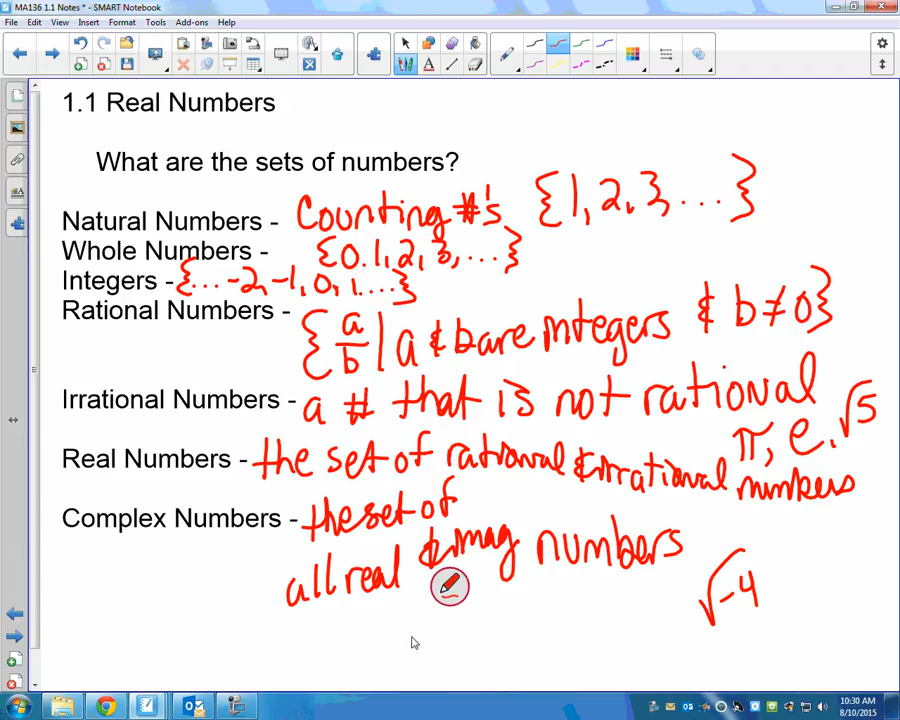 MA136 1.1 Notes * - SMART Notebook
File Edit View Insert Format Tools Add-ons Help
1.1 Real Numbers
What are the sets of numbers?
Natural Numbers - Counting #'s {1, 2, 3, ... }
Whole Numbers - {0, 1, 2, 3, ... }
Integers - {... -2, -1, 0, 1, ... }
Rational Numbers -
{a/b | a & b are integers & b ≠ 0}
Irrational Numbers - a # that is not rational
π, e, √5
Real Numbers - the set of rational & irrational numbers
Complex Numbers - the set of
all real & imag numbers
√-4
10:30 AM
8/10/2015